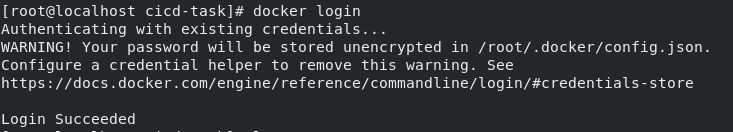 [root@localhost cicd-task]# docker login
Authenticating with existing credentials...
WARNING! Your password will be stored unencrypted in /root/.docker/config.json.
Configure a credential helper to remove this warning. See
https://docs.docker.com/engine/reference/commandline/login/#credentials-store
Login Succeeded